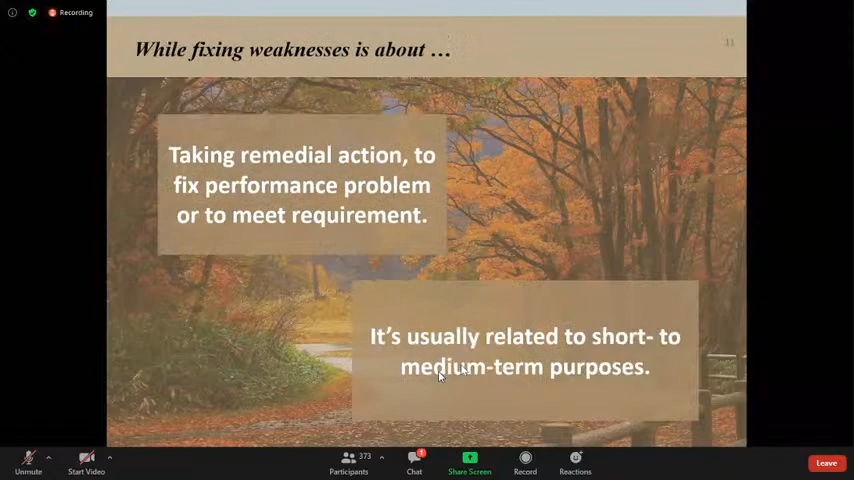 Recording
While fixing weaknesses is about …
11
Taking remedial action, to
fix performance problem
or to meet requirement.
It's usually related to short- to
medium-term purposes.
Unmute
Start Video
373
Participants
1
Chat
Share Screen
Record
Reactions
Leave